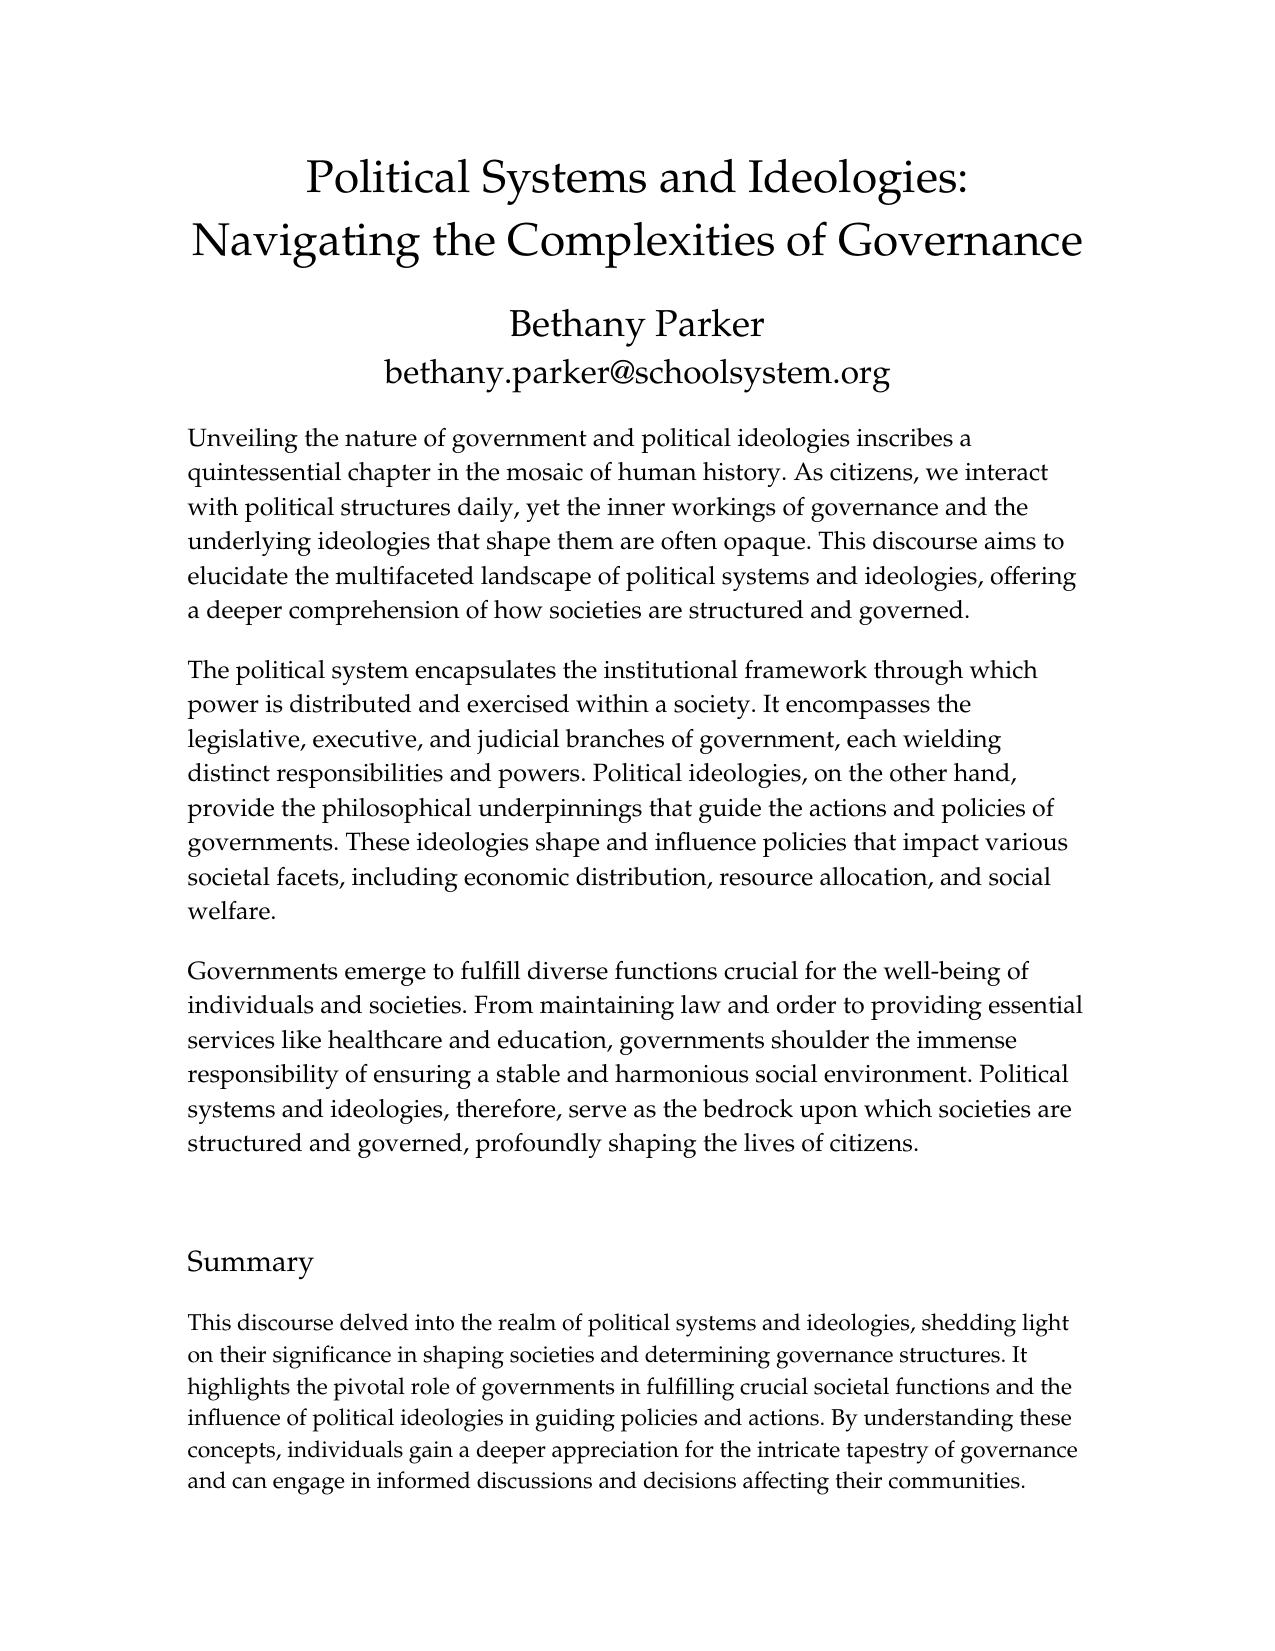 Political Systems and Ideologies:
Navigating the Complexities of Governance
Bethany Parker
bethany.parker@schoolsystem.org
Unveiling the nature of government and political ideologies inscribes a
quintessential chapter in the mosaic of human history. As citizens, we interact
with political structures daily, yet the inner workings of governance and the
underlying ideologies that shape them are often opaque. This discourse aims to
elucidate the multifaceted landscape of political systems and ideologies, offering
a deeper comprehension of how societies are structured and governed.
The political system encapsulates the institutional framework through which
power is distributed and exercised within a society. It encompasses the
legislative, executive, and judicial branches of government, each wielding
distinct responsibilities and powers. Political ideologies, on the other hand,
provide the philosophical underpinnings that guide the actions and policies of
governments. These ideologies shape and influence policies that impact various
societal facets, including economic distribution, resource allocation, and social
welfare.
Governments emerge to fulfill diverse functions crucial for the well-being of
individuals and societies. From maintaining law and order to providing essential
services like healthcare and education, governments shoulder the immense
responsibility of ensuring a stable and harmonious social environment. Political
systems and ideologies, therefore, serve as the bedrock upon which societies are
structured and governed, profoundly shaping the lives of citizens.
Summary
This discourse delved into the realm of political systems and ideologies, shedding light
on their significance in shaping societies and determining governance structures. It
highlights the pivotal role of governments in fulfilling crucial societal functions and the
influence of political ideologies in guiding policies and actions. By understanding these
concepts, individuals gain a deeper appreciation for the intricate tapestry of governance
and can engage in informed discussions and decisions affecting their communities.